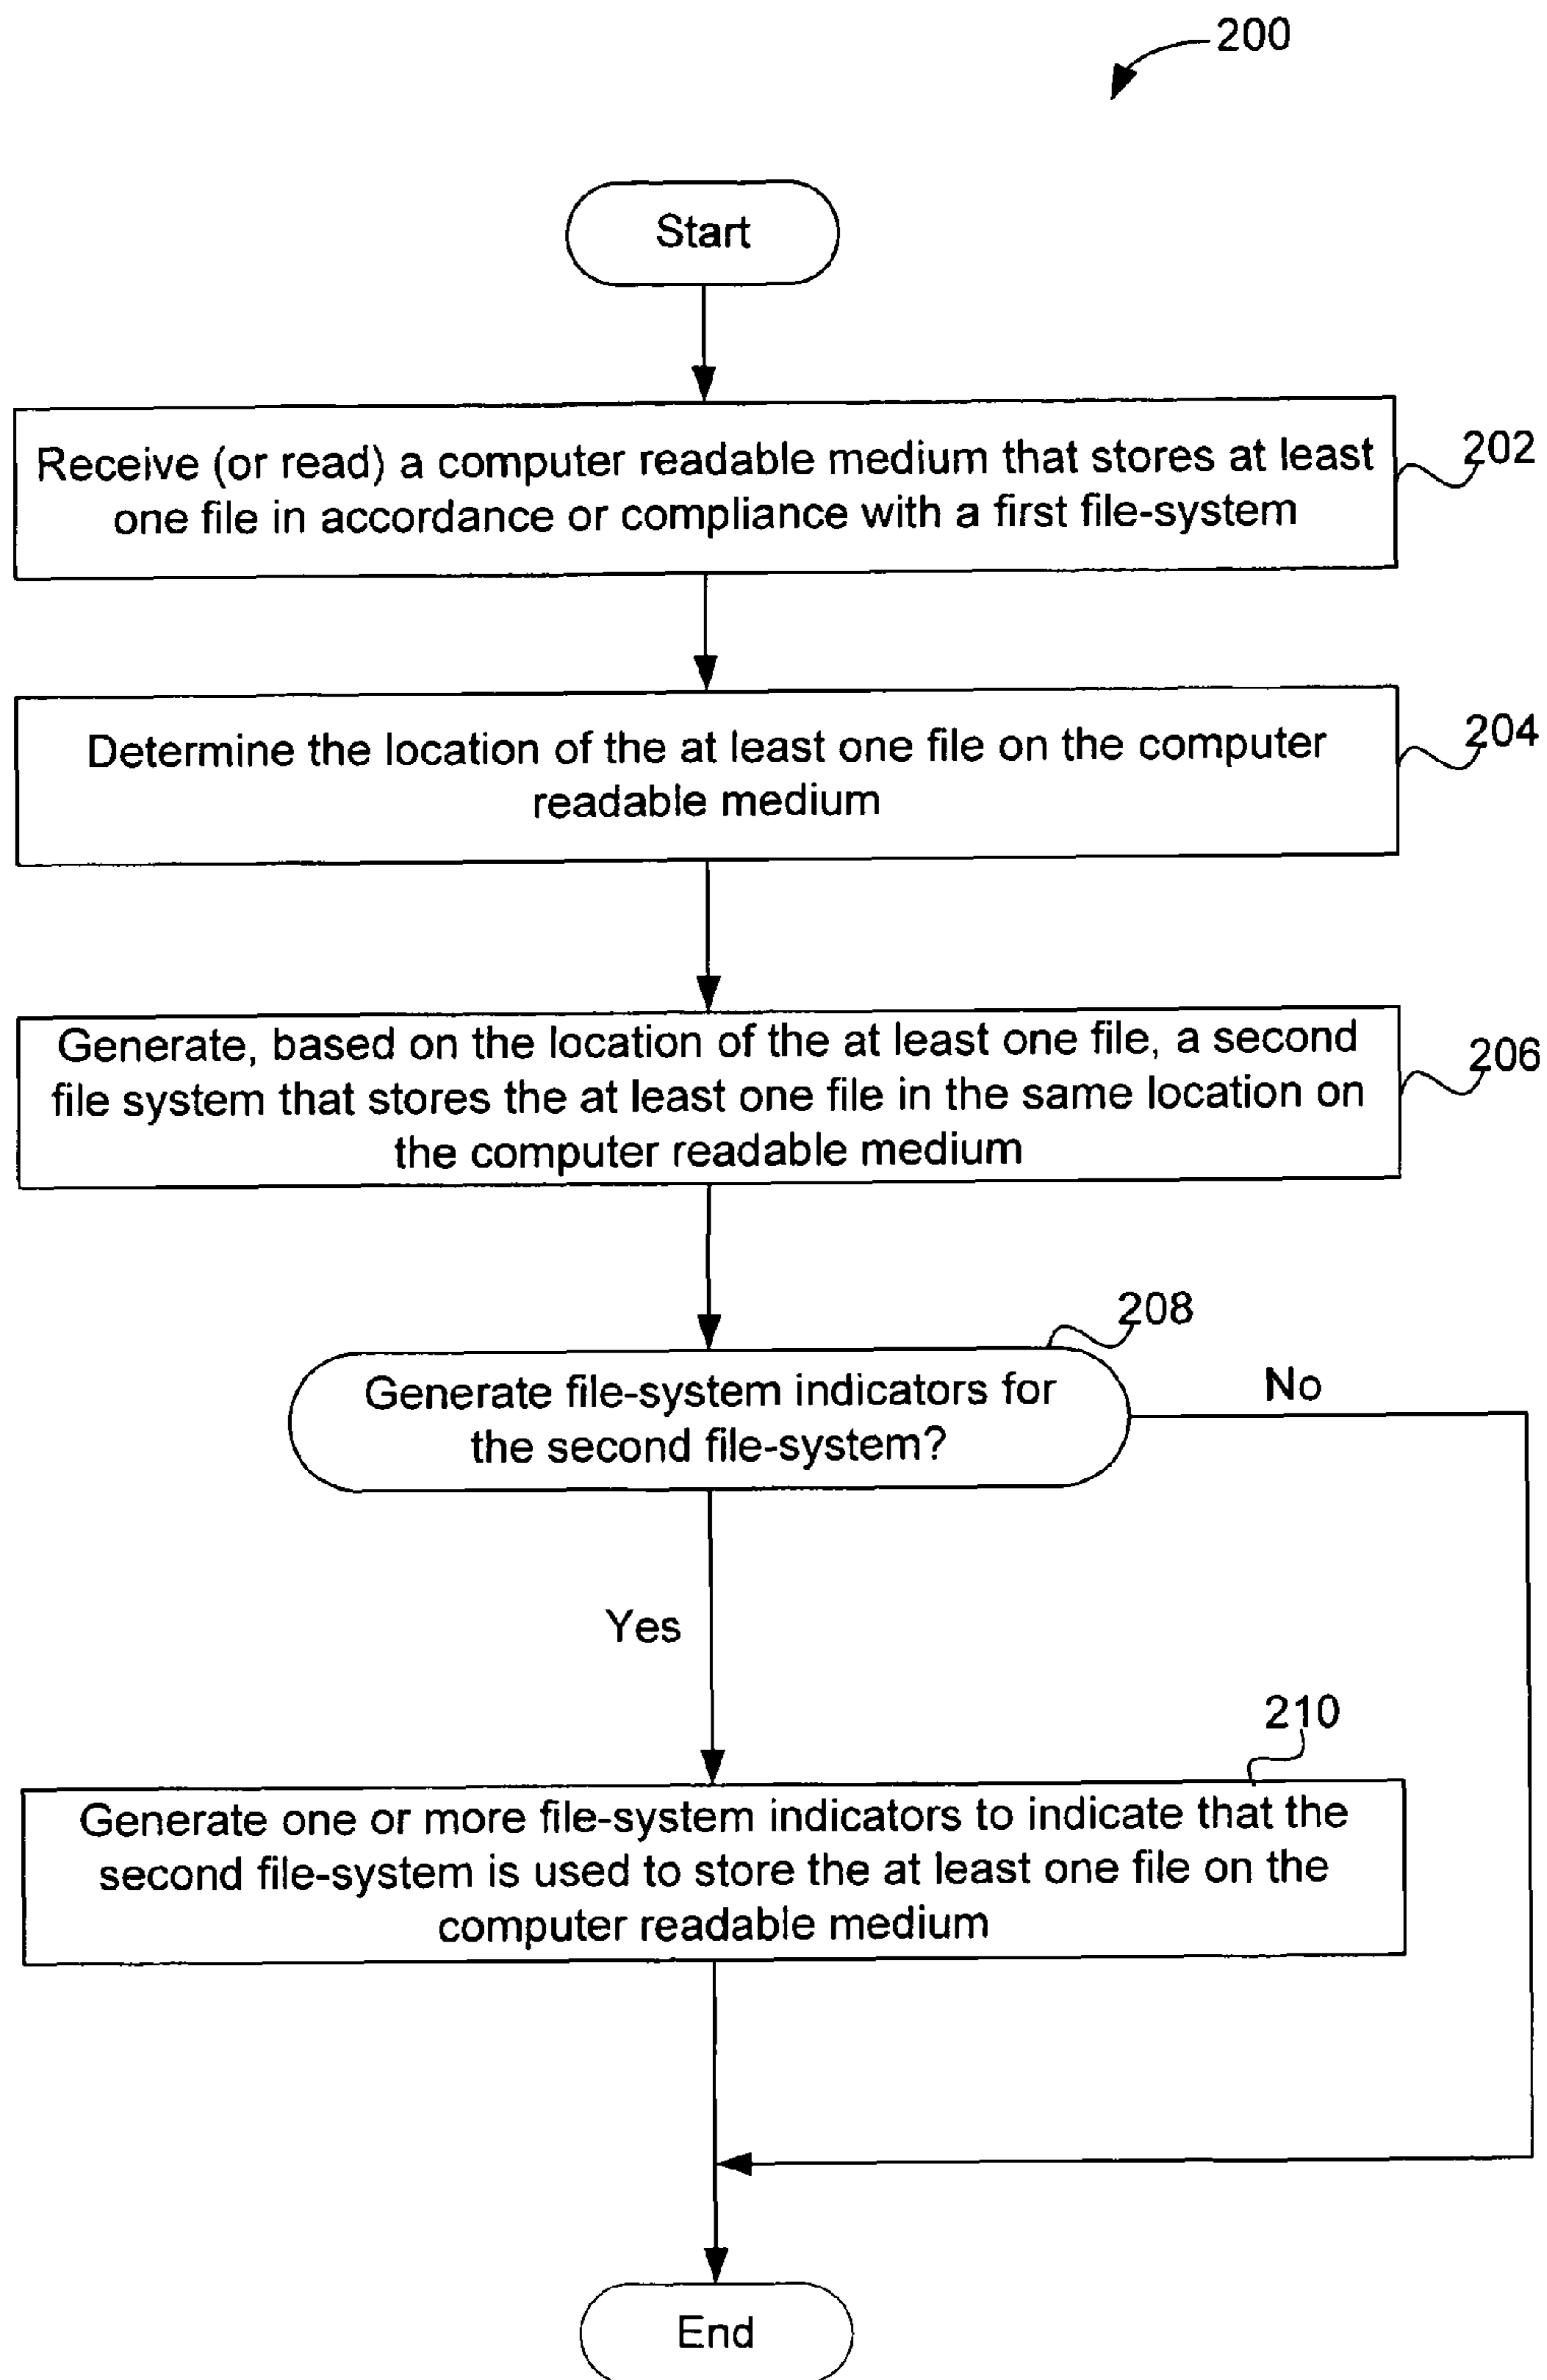 200
Start
Receive (or read) a computer readable medium that stores at least
one file in accordance or compliance with a first file-system
202
Determine the location of the at least one file on the computer
readable medium
204
Generate, based on the location of the at least one file, a second
file system that stores the at least one file in the same location on
the computer readable medium
206
208
Generate file-system indicators for
the second file-system?
No
Yes
210
Generate one or more file-system indicators to indicate that the
second file-system is used to store the at least one file on the
computer readable medium
End